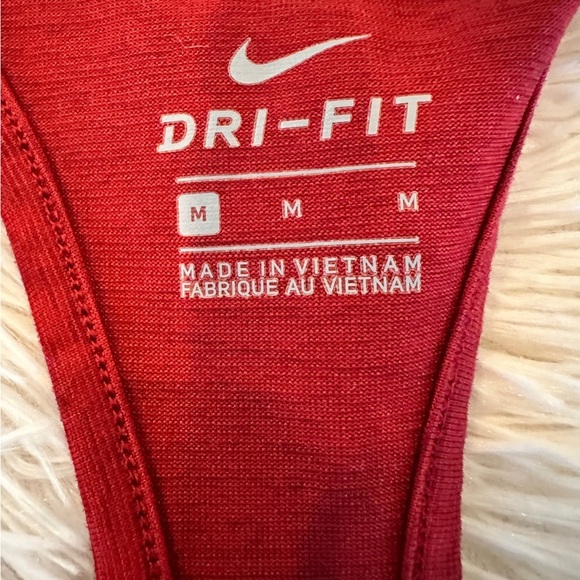 DRI-FIT
M M M
MADE IN VIETNAM
FABRIQUE AU VIETNAM